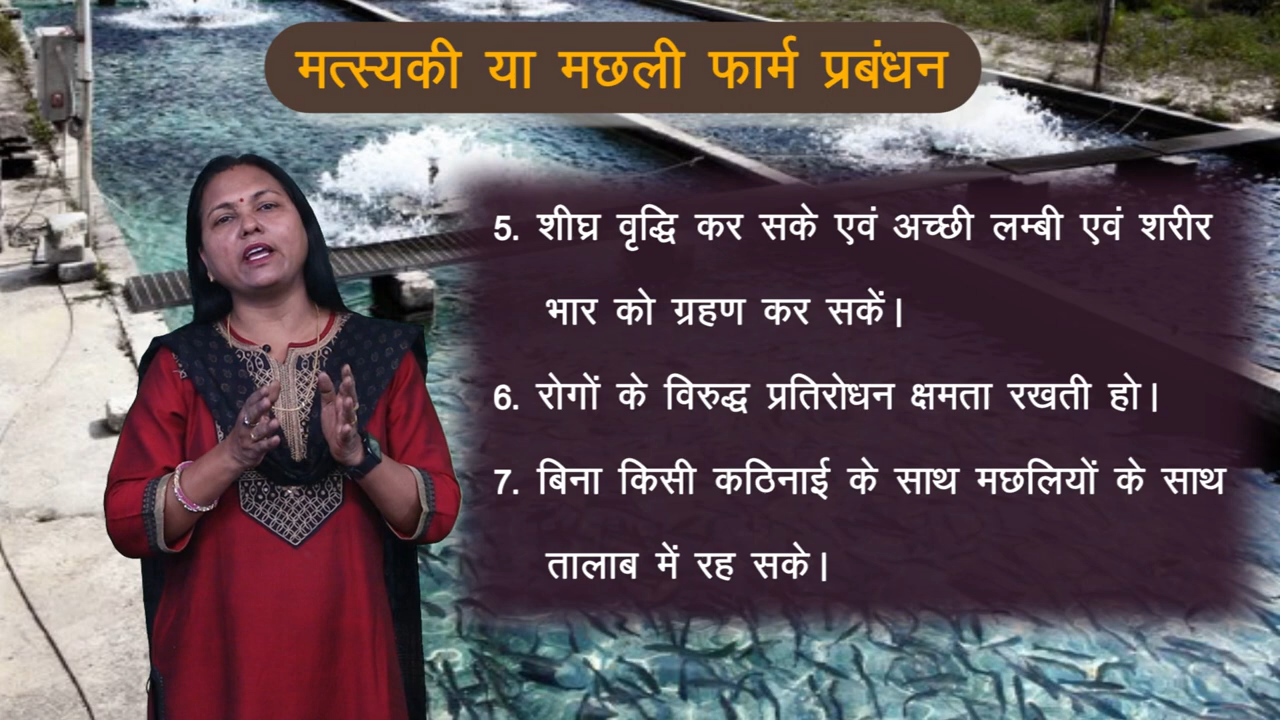 मत्स्यकी या मछली फार्म प्रबंधन
5. शीघ्र वृद्धि कर सके एवं अच्छी लम्बी एवं शरीर
भार को ग्रहण कर सकें।
6. रोगों के विरुद्ध प्रतिरोधन क्षमता रखती हो।
7. बिना किसी कठिनाई के साथ मछलियों के साथ
तालाब में रह सके।